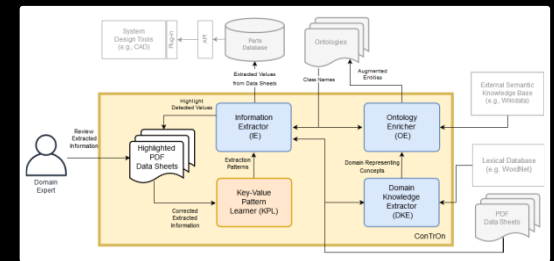 System
Design Tools
(e.g., CAD)
Plug-in
API
Parts
Database
Ontologies
Extracted Values
from Data Sheets
Class Names
Augmented
Entities
External Semantic
Knowledge Base
(e.g., Wikidata)
Highlight
Detected Values
Review
Extracted
Information
Information
Extractor
(IE)
Ontology
Enricher
(OE)
Highlighted
PDF
Data Sheets
Extraction
Patterns
Domain Representing
Concepts
Lexical Database
(e.g. WordNet)
Domain
Expert
Corrected
Extracted
Information
Key-Value
Pattern
Learner (KPL)
Domain
Knowledge
Extractor
(DKE)
PDF
Data Sheets
ConTrOn